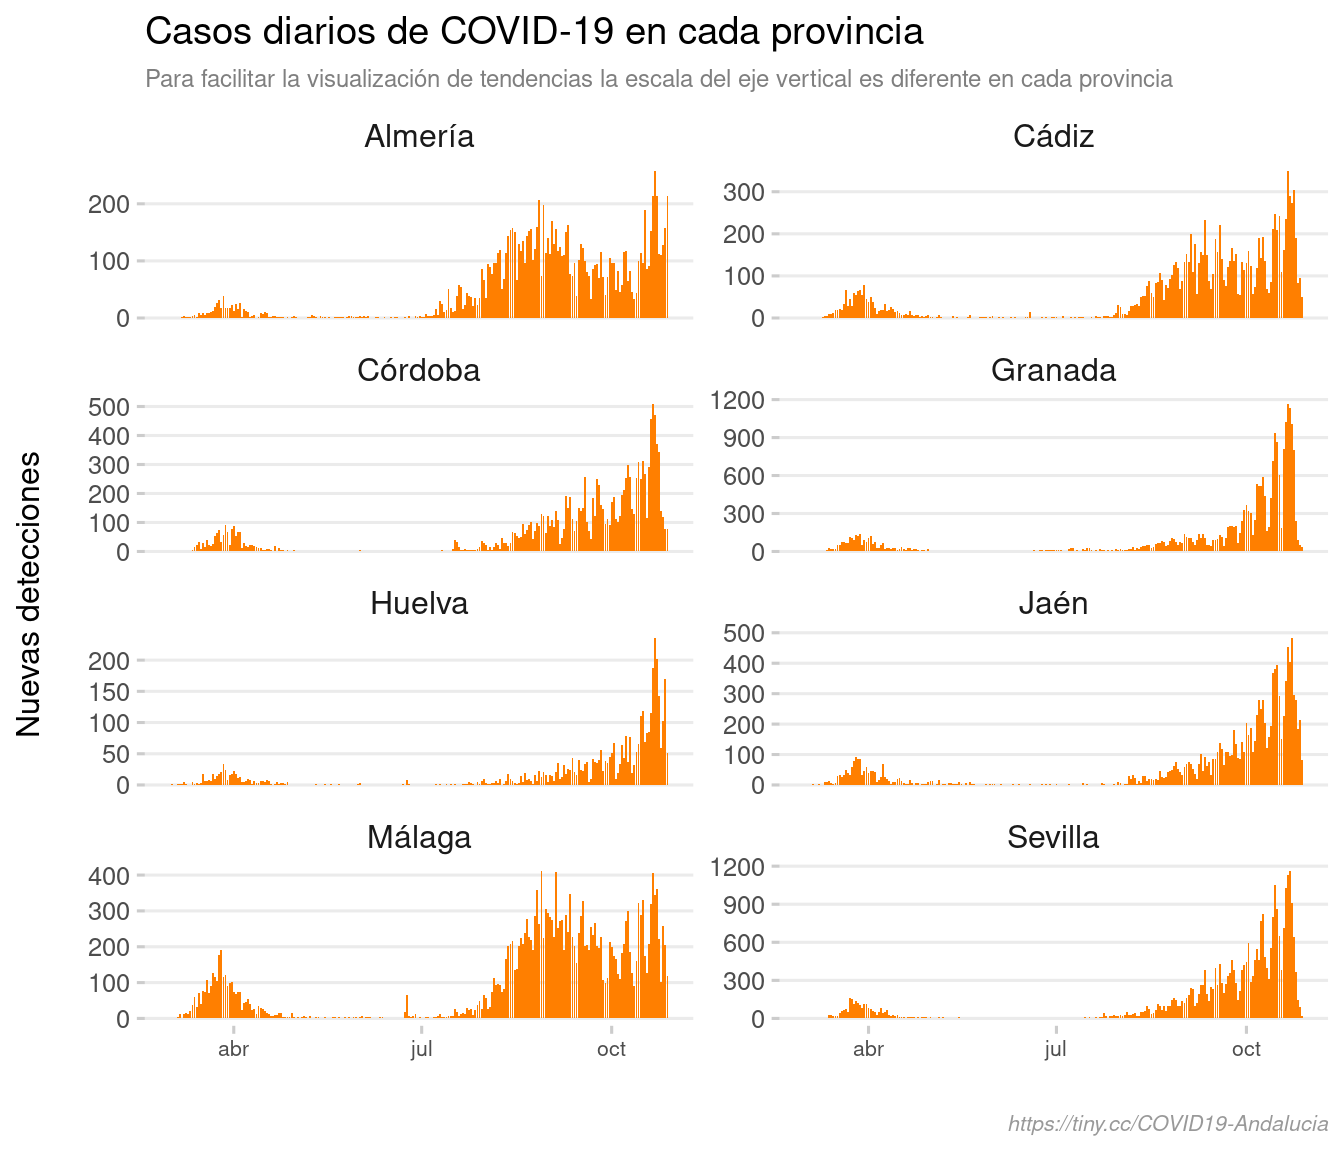 Casos diarios de COVID-19 en cada provincia
Para facilitar la visualización de tendencias la escala del eje vertical es diferente en cada provincia
Nuevas detecciones
Almería
200
100
0
Cádiz
300
200
100
0
Córdoba
500
400
300
200
100
0
Granada
1200
900
600
300
0
Huelva
200
150
100
50
0
Jaén
500
400
300
200
100
0
Málaga
400
300
200
100
0
abr jul oct
Sevilla
1200
900
600
300
0
abr jul oct
https://tiny.cc/COVID19-Andalucia